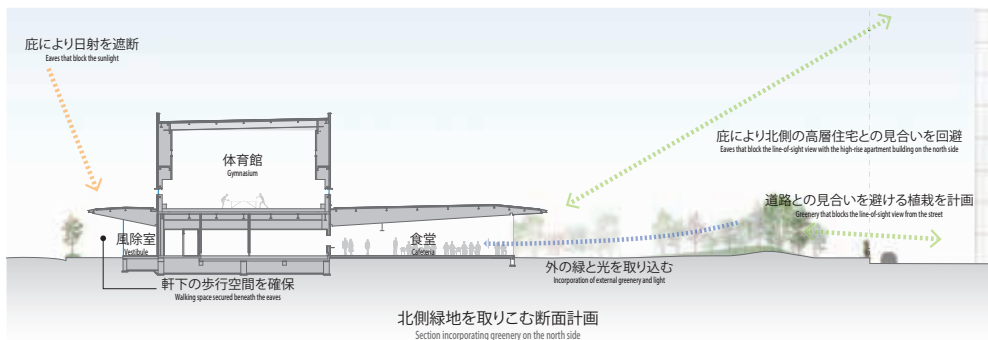 庇により日射を遮断
Eaves that block the sunlight
体育館
Gymnasium
庇により北側の高層住宅との見合いを回避
Eaves that block the line-of-sight view with the high-rise apartment building on the north side
道路との見合いを避ける植栽を計画
Greenery that blocks the line-of-sight view from the street
風除室
Vestibule
食堂
Cafeteria
外の緑と光を取り込む
Incorporation of external greenery and light
軒下の歩行空間を確保
Walking space secured beneath the eaves
北側緑地を取りこむ断面計画
Section incorporating greenery on the north side